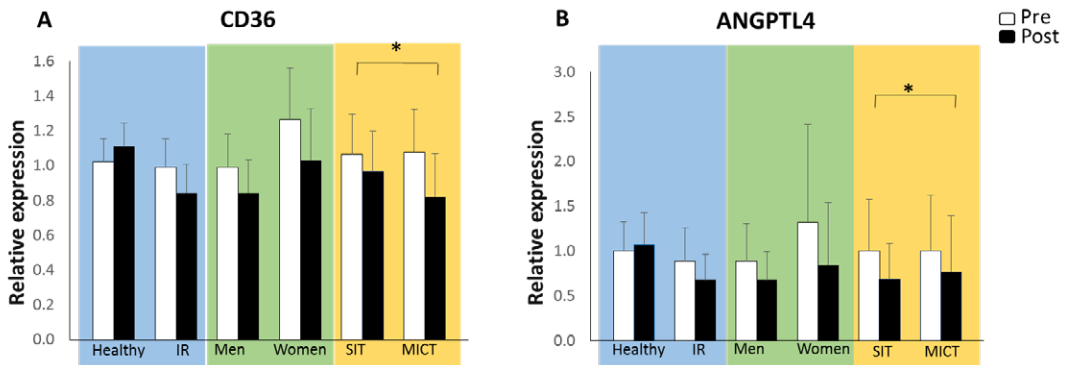 A
CD36
Relative expression
1.6
1.4
1.2
1.0
0.8
0.6
0.4
0.2
0.0
*
Healthy IR Men Women SIT MICT
B
ANGPTL4
Relative expression
3.0
2.5
2.0
1.5
1.0
0.5
0.0
*
Healthy IR Men Women SIT MICT
Pre
Post